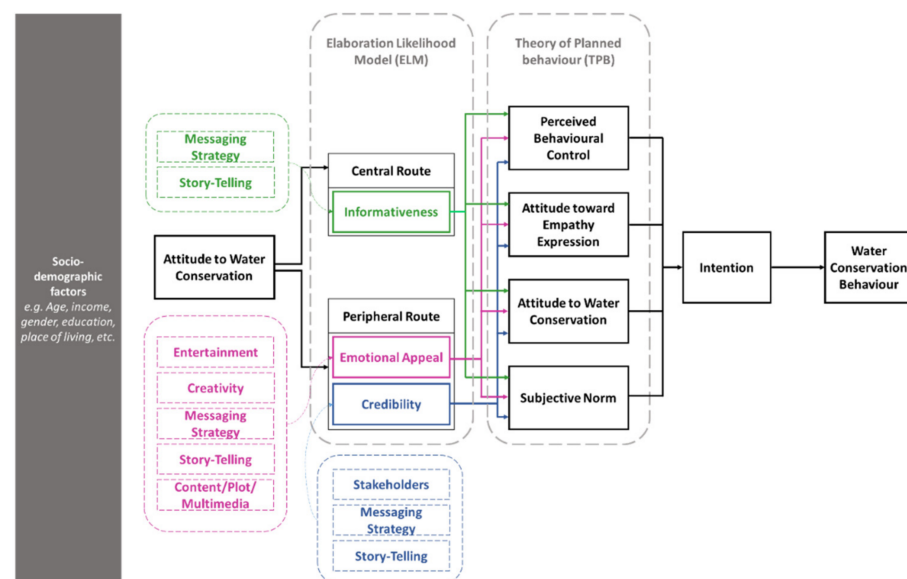 Socio-
demographic
factors
e.g. Age, income,
gender, education,
place of living, etc.
Messaging
Strategy
Story-Telling
Attitude to Water
Conservation
Entertainment
Creativity
Messaging
Strategy
Story-Telling
Content/Plot/
Multimedia
Elaboration Likelihood
Model (ELM)
Central Route
Informativeness
Peripheral Route
Emotional Appeal
Credibility
Stakeholders
Messaging
Strategy
Story-Telling
Theory of Planned
behaviour (TPB)
Perceived
Behavioural
Control
Attitude toward
Empathy
Expression
Attitude to Water
Conservation
Subjective Norm
Intention
Water
Conservation
Behaviour